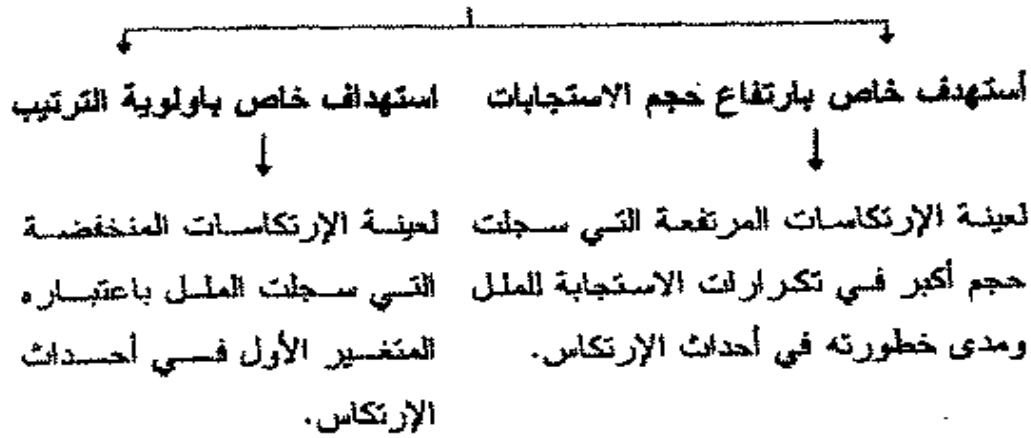 أستهدف خاص بارتفاع حجم الاستجابات
لعينة الإرتكاسات المرتفعة التي سجلت
حجم أكبر في تكرارات الاستجابة للملل
ومدى خطورته في أحداث الإرتكاس.
استهداف خاص باولوية الترتيب
لعينة الإرتكاسات المنخفضة
التي سجلت الملل باعتباره
المتغير الأول في أحداث
الإرتكاس.